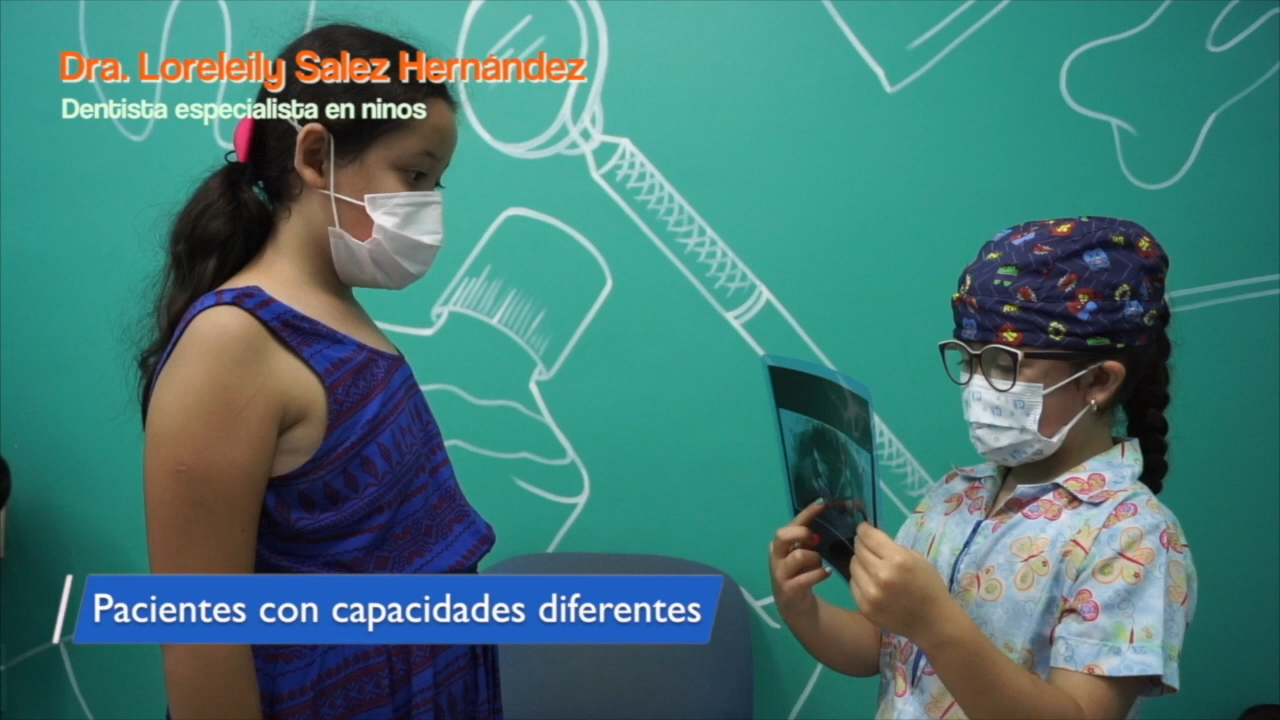 Dra. Loreleily Salez Hernández
Dentista especialista en ninos
Pacientes con capacidades diferentes